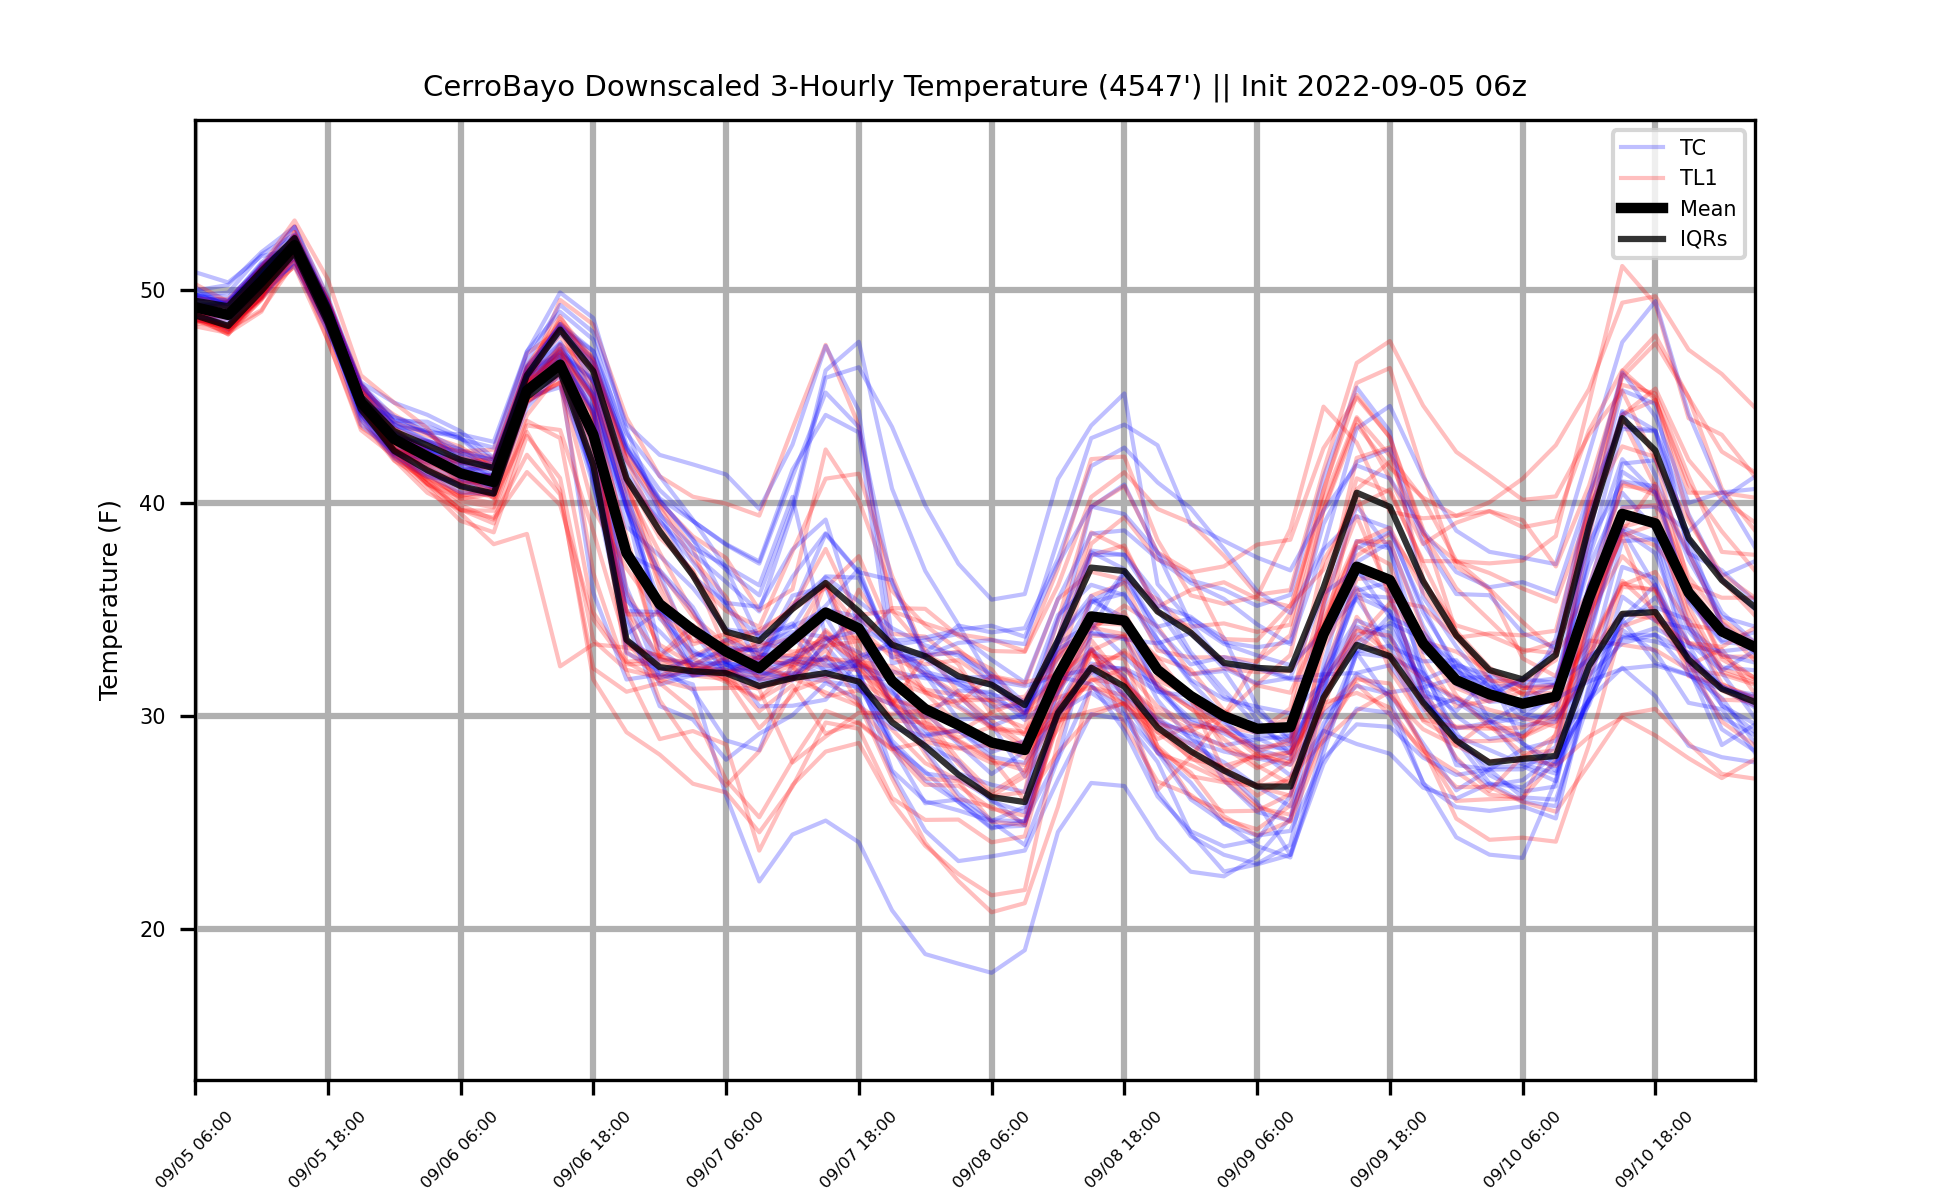 CerroBayo Downscaled 3-Hourly Temperature (4547') || Init 2022-09-05 06z
TC
TL1
Mean
IQRs
Temperature (F)
50
40
30
20
09/05 06:00
09/05 18:00
09/06 06:00
09/06 18:00
09/07 06:00
09/07 18:00
09/08 06:00
09/08 18:00
09/09 06:00
09/09 18:00
09/10 06:00
09/10 18:00